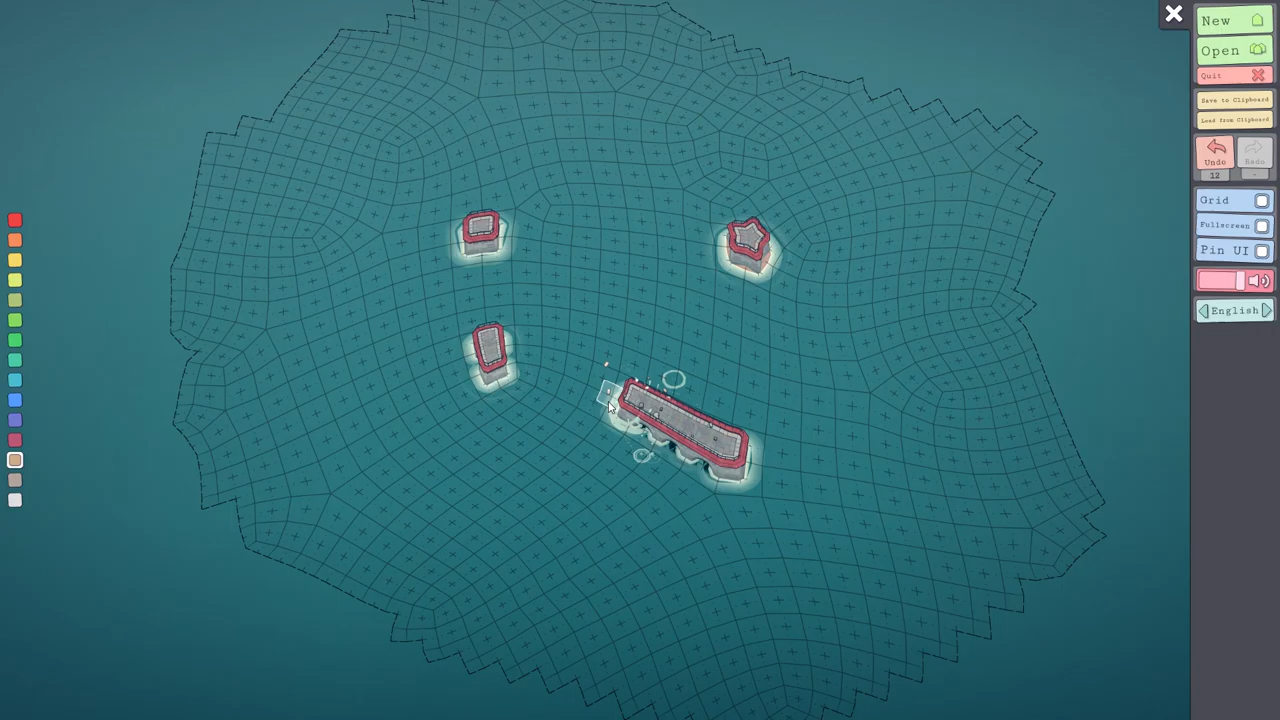 New
Open
Quit
Save to Clipboard
Load from Clipboard
Undo
Redo
12
-
Grid
Fullscreen
Pin UI
English